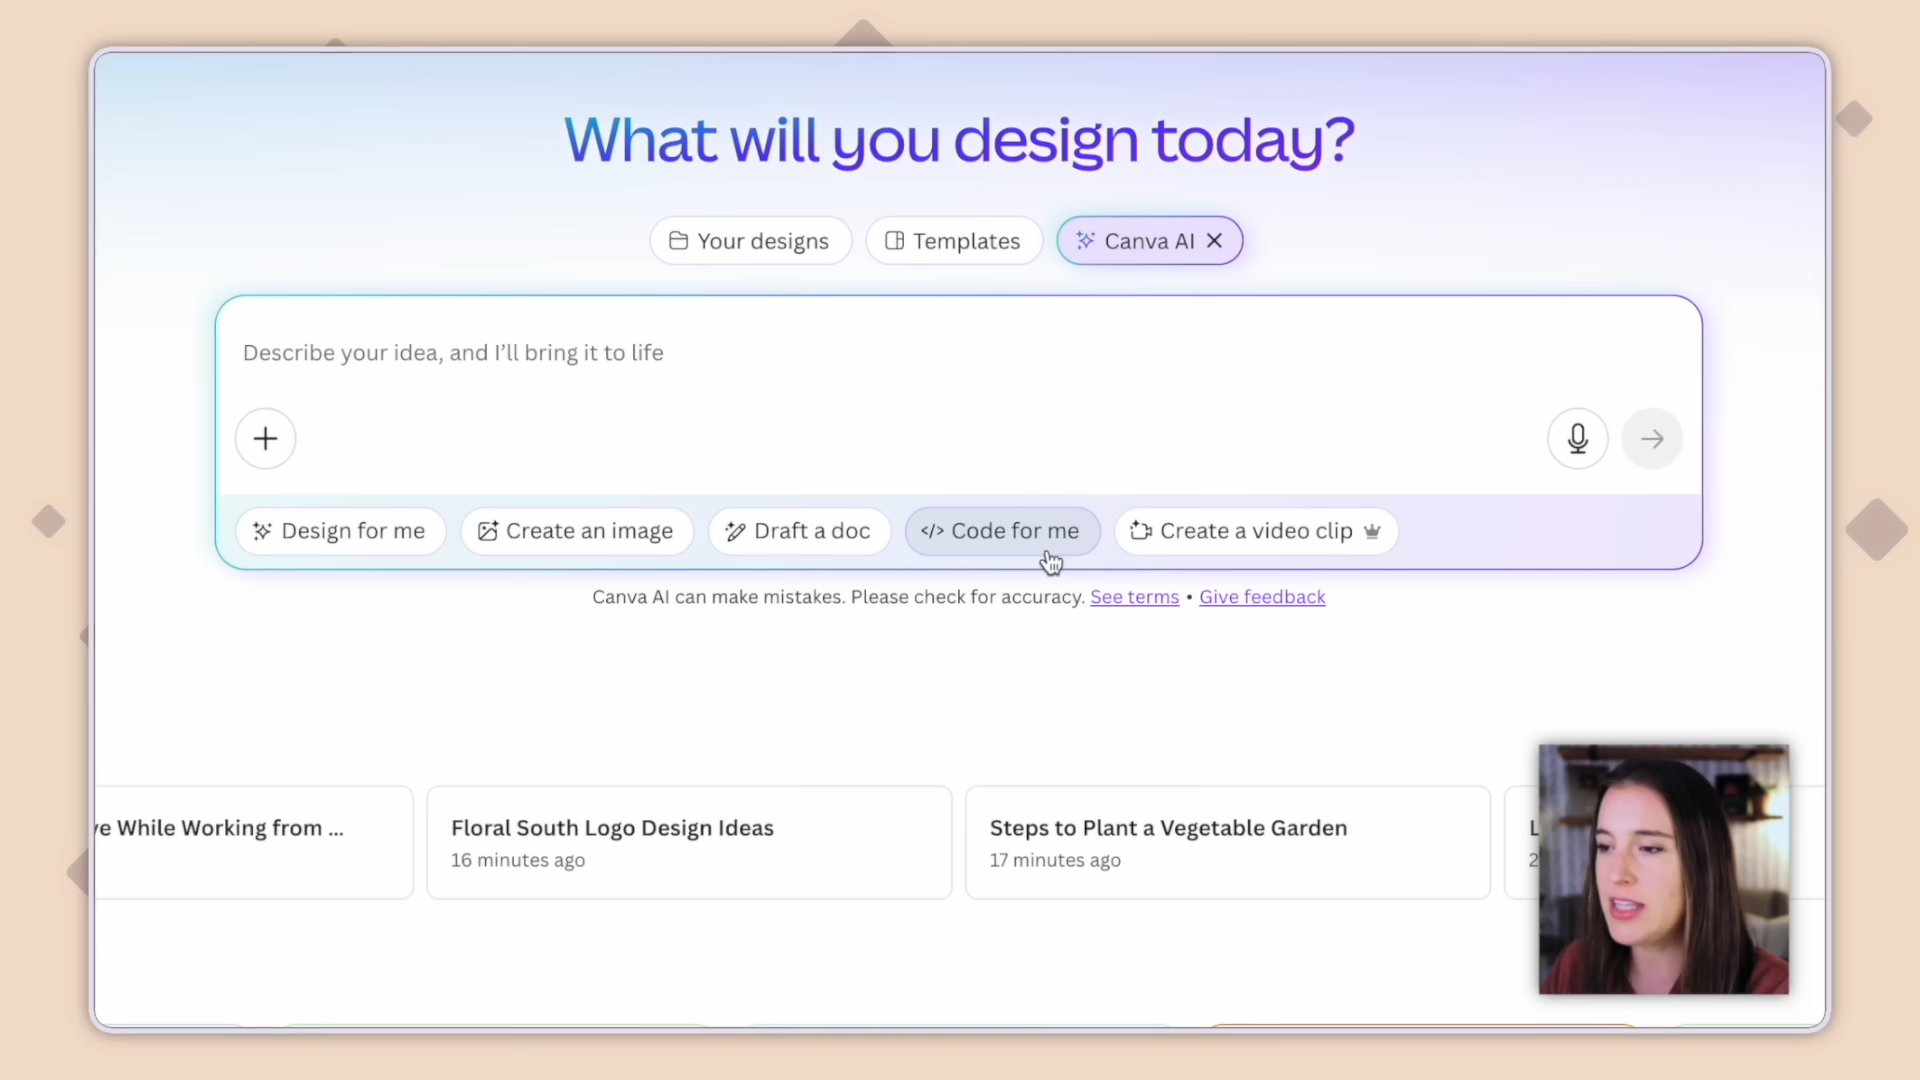 What will you design today?
Your designs
Templates
Canva AI
Describe your idea, and I'll bring it to life
Design for me
Create an image
Draft a doc
</> Code for me
Create a video clip
Canva AI can make mistakes. Please check for accuracy. See terms • Give feedback
e While Working from ...
Floral South Logo Design Ideas
16 minutes ago
Steps to Plant a Vegetable Garden
17 minutes ago
L
2